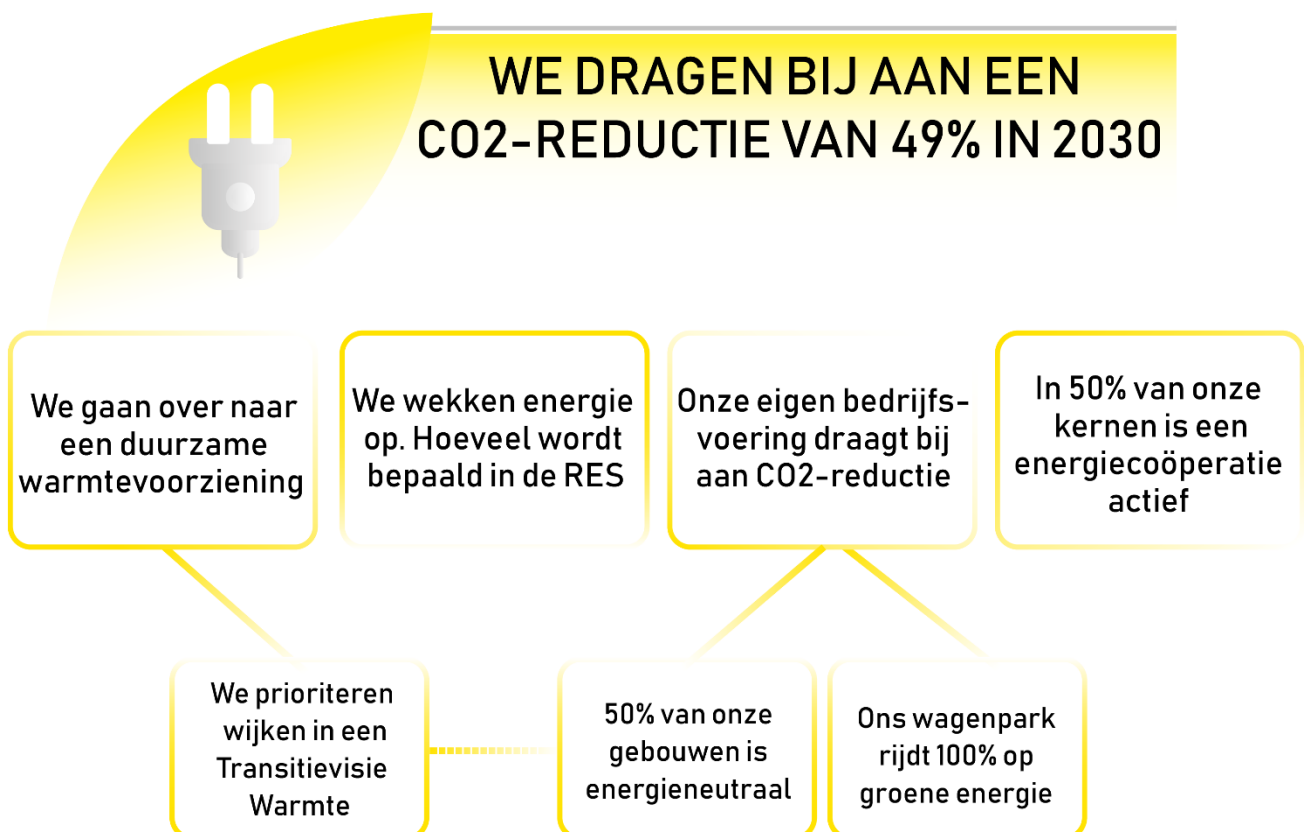 WE DRAGEN BIJ AAN EEN
CO2-REDUCTIE VAN 49% IN 2030
We gaan over naar
een duurzame
warmtevoorziening
We wekken energie
op. Hoeveel wordt
bepaald in de RES
Onze eigen bedrijfs-
voering draagt bij
aan CO2-reductie
In 50% van onze
kernen is een
energiecoöperatie
actief
We prioriteren
wijken in een
Transitievisie
Warmte
50% van onze
gebouwen is
energieneutraal
Ons wagenpark
rijdt 100% op
groene energie